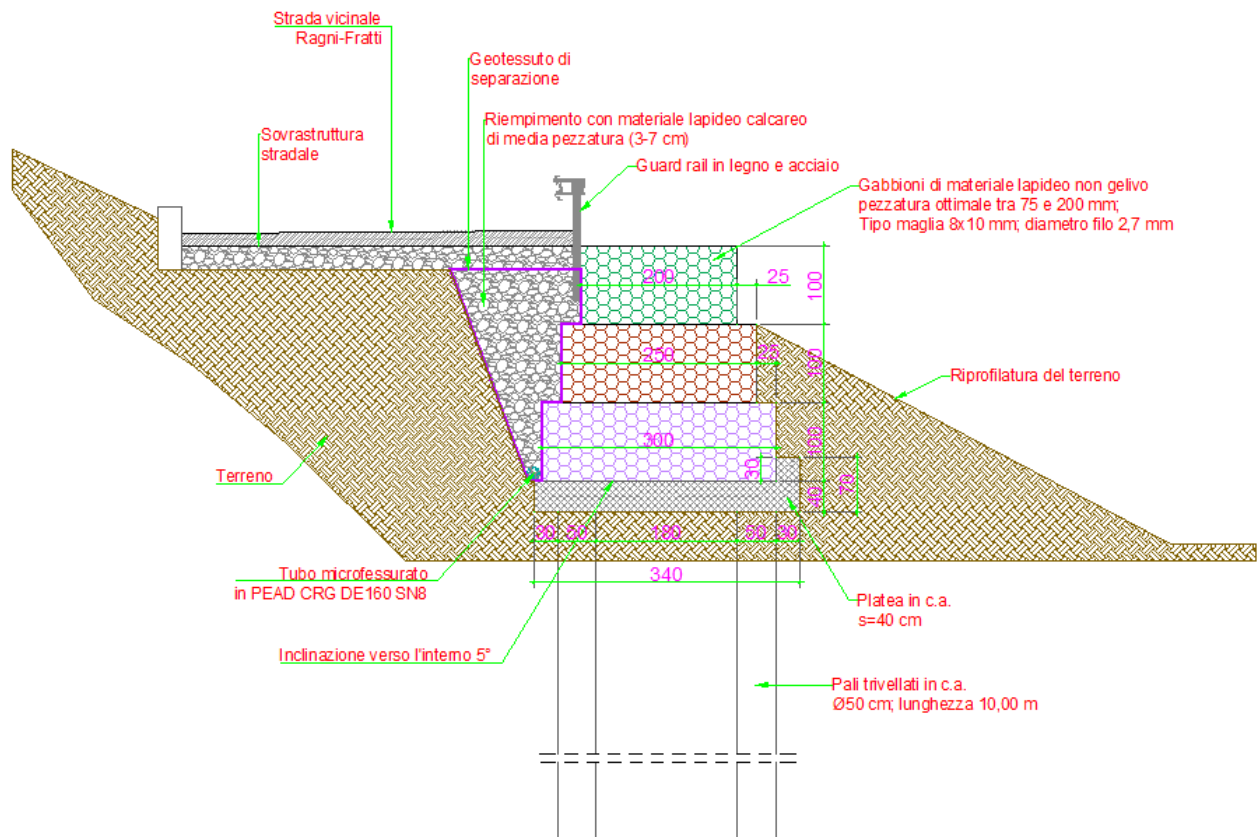 Strada vicinale
Ragni-Fratti
Geotessuto di
separazione
Riempimento con materiale lapideo calcareo
di media pezzatura (3-7 cm)
Sovrastruttura
stradale
Guard rail in legno e acciaio
Gabbioni di materiale lapideo non gelivo
pezzatura ottimale tra 75 e 200 mm;
Tipo maglia 8x10 mm; diametro filo 2,7 mm
200
25
100
250
25
100
Riprofilatura del terreno
300
100
30
Terreno
40
70
30
50
180
50
30
340
Tubo microfessurato
in PEAD CRG DE160 SN8
Platea in c.a.
s=40 cm
Inclinazione verso l'interno 5°
Pali trivellati in c.a.
Ø50 cm; lunghezza 10,00 m